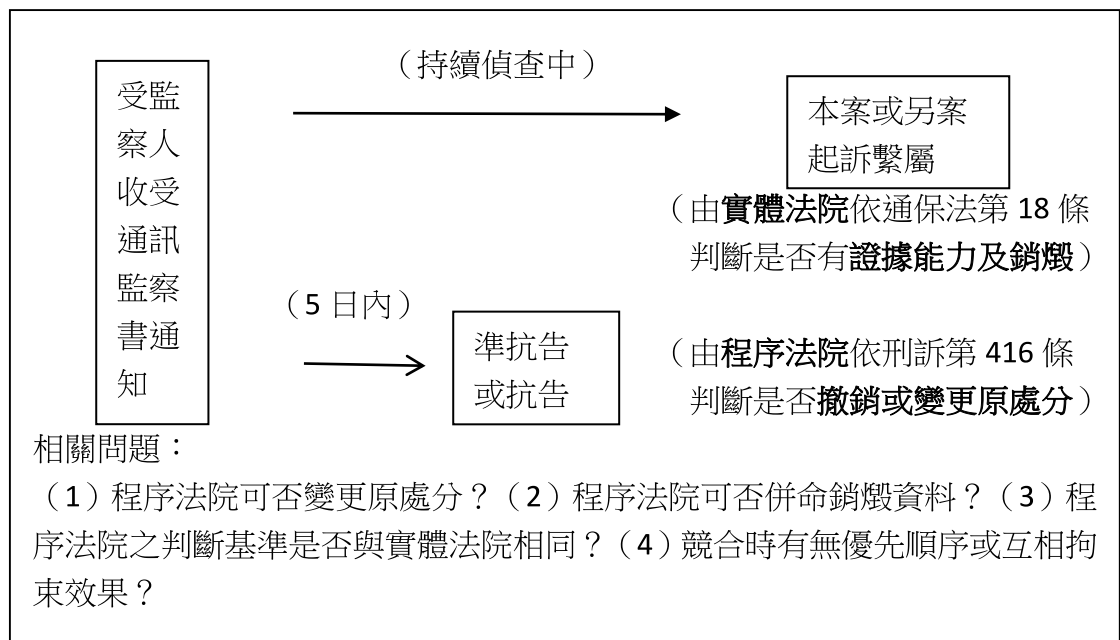 受監
察人
收受
通訊
監察
書通
知
（持續偵查中）
本案或另案
起訴繫屬
（由實體法院依通保法第 18 條
判斷是否有證據能力及銷燬）
（5 日內）
準抗告
或抗告
（由程序法院依刑訴第 416 條
判斷是否撤銷或變更原處分）
相關問題：
（1）程序法院可否變更原處分？（2）程序法院可否併命銷燬資料？（3）程
序法院之判斷基準是否與實體法院相同？（4）競合時有無優先順序或互相拘
束效果？